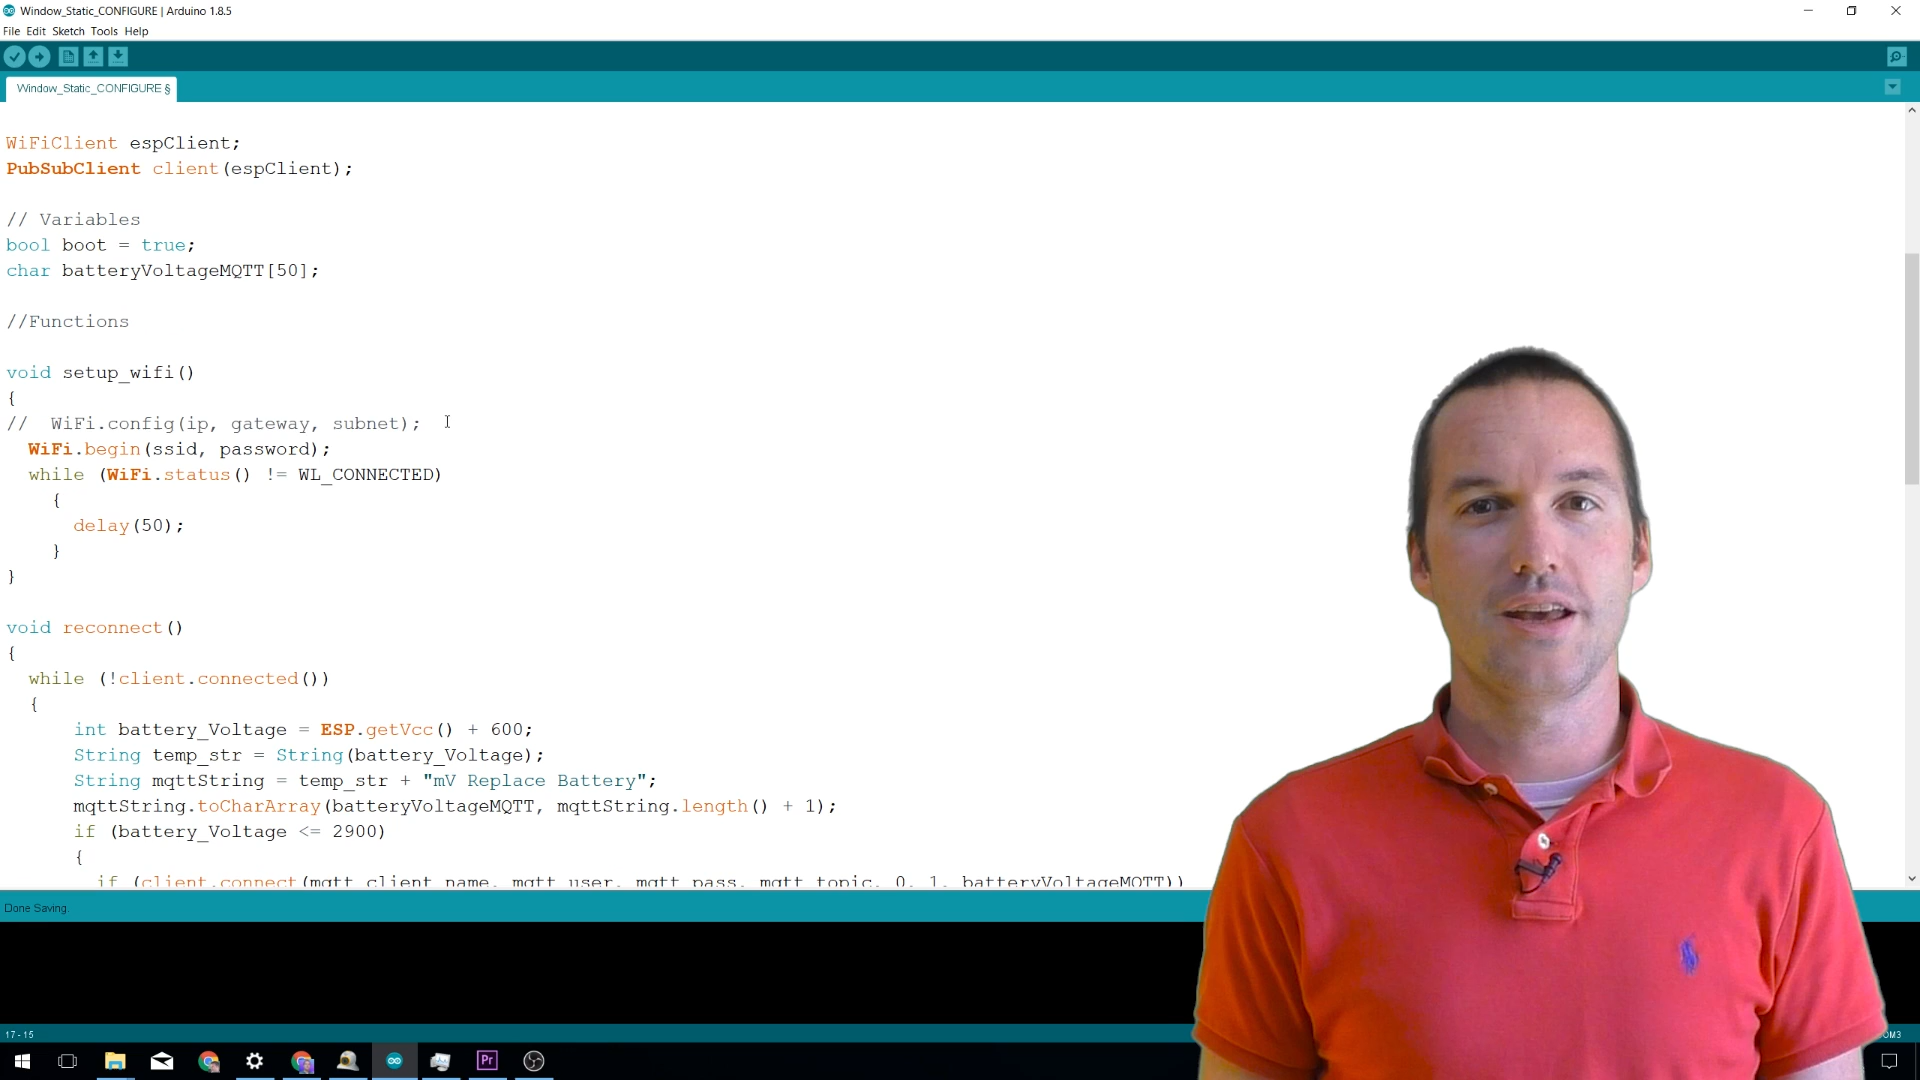 Window_Static_CONFIGURE | Arduino 1.8.5
File Edit Sketch Tools Help
Window_Static_CONFIGURE §
WiFiClient espClient;
PubSubClient client(espClient);
// Variables
bool boot = true;
char batteryVoltageMQTT[50];
//Functions
void setup_wifi()
{
//  WiFi.config(ip, gateway, subnet);
WiFi.begin(ssid, password);
while (WiFi.status() != WL_CONNECTED)
{
delay(50);
}
}
void reconnect()
{
while (!client.connected())
{
int battery_Voltage = ESP.getVcc() + 600;
String temp_str = String(battery_Voltage);
String mqttString = temp_str + "mV Replace Battery";
mqttString.toCharArray(batteryVoltageMQTT, mqttString.length() + 1);
if (battery_Voltage <= 2900)
{
if (client.connect(mqtt_client_name, mqtt_user, mqtt_pass, mqtt_topic, 0, 1, batteryVoltageMQTT))
Done Saving.
17 - 15
OM3
Pr